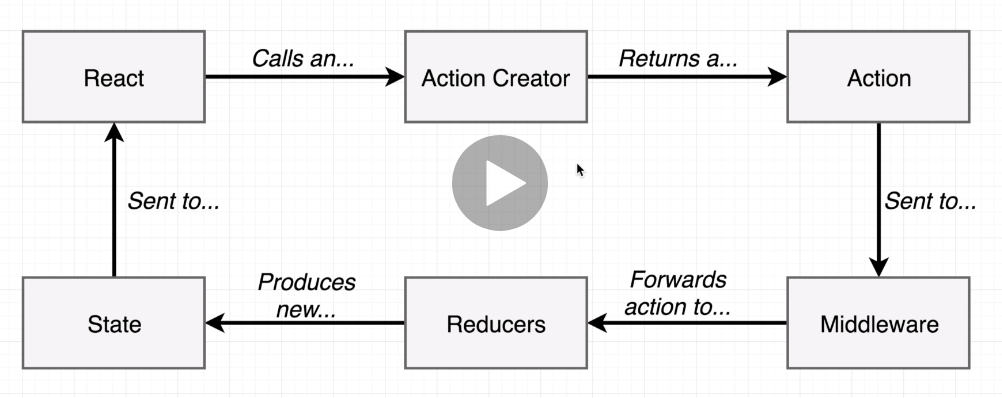 Calls an...
Returns a...
React
Action Creator
Action
Sent to...
Sent to...
Produces
new...
Forwards
action to...
State
Reducers
Middleware